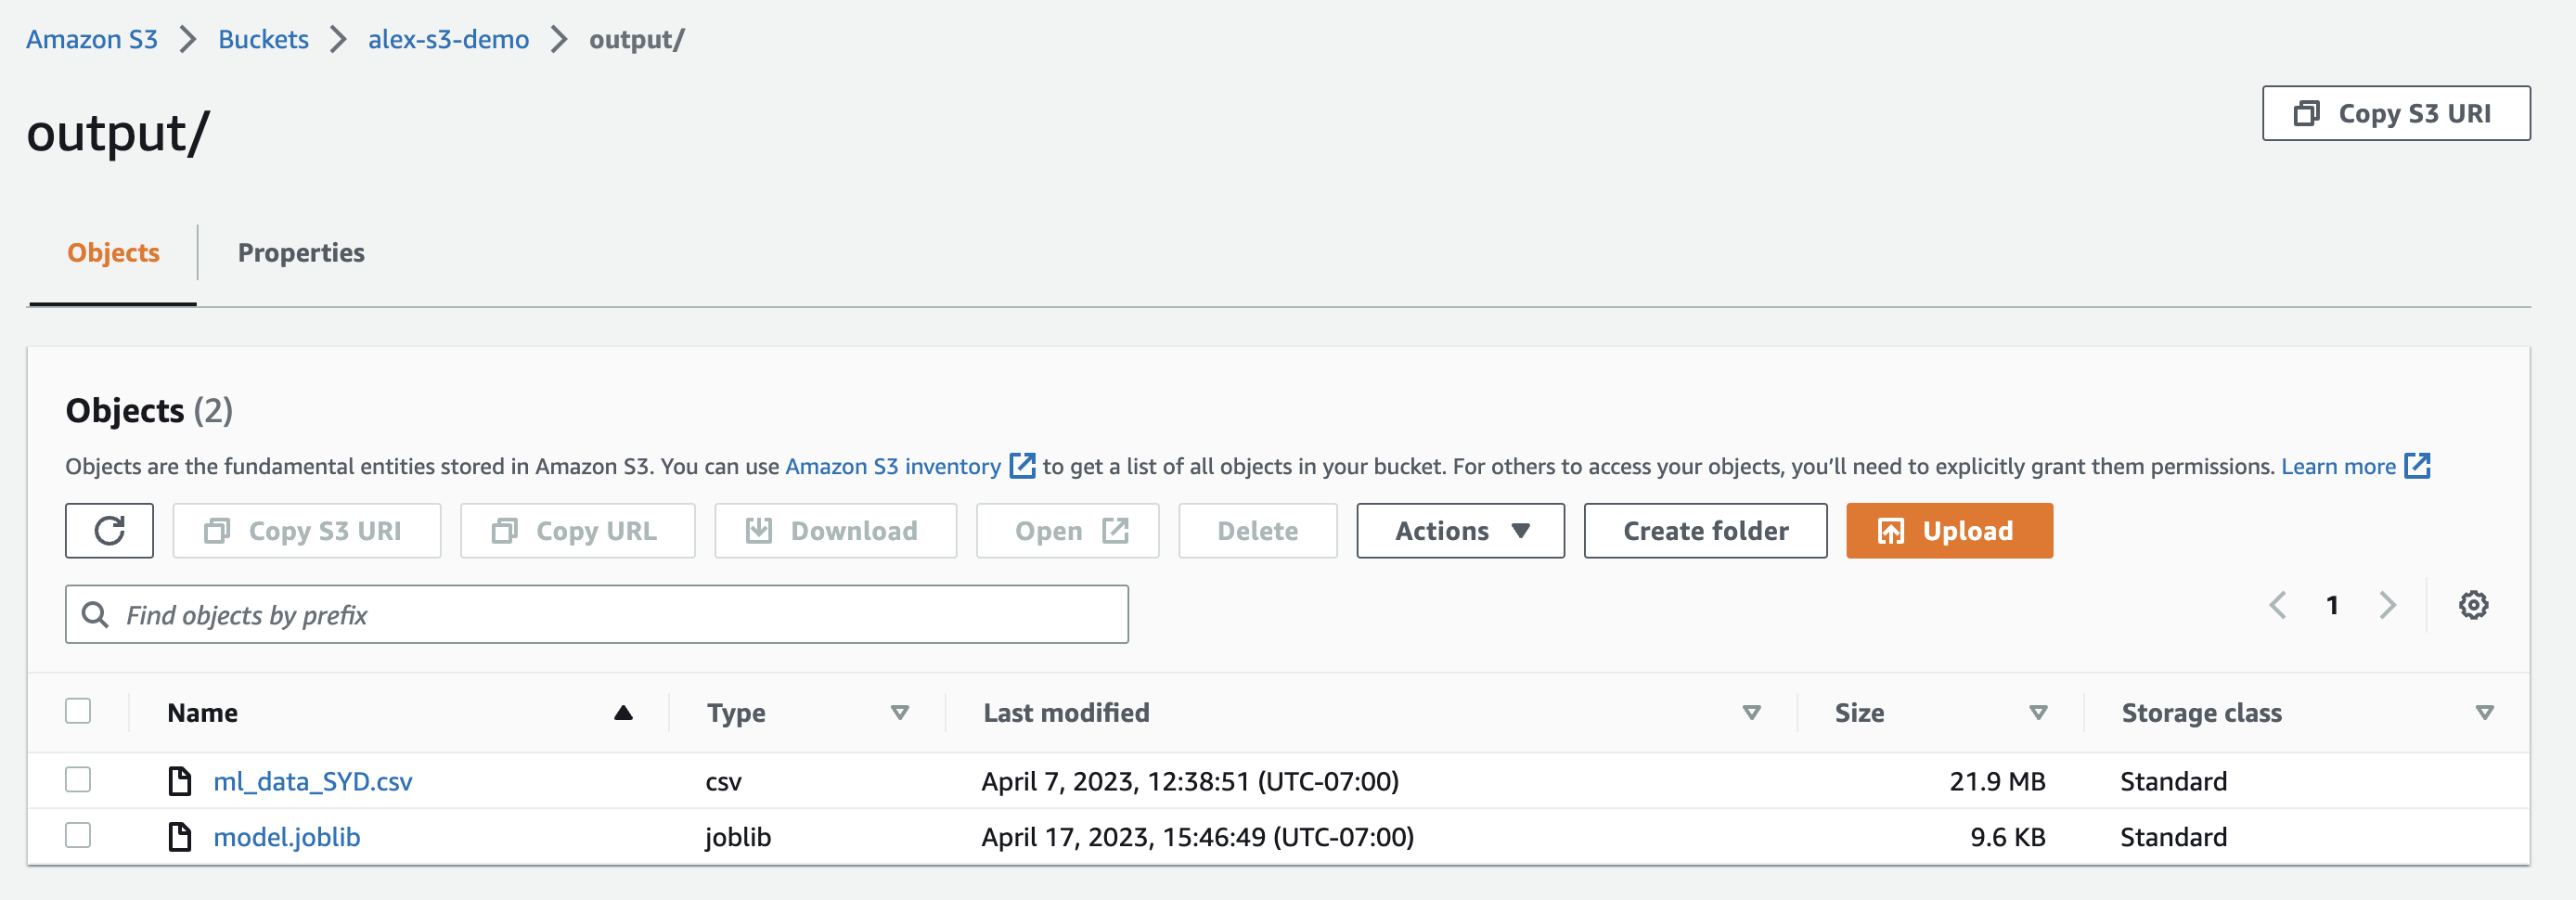 Amazon S3 > Buckets > alex-s3-demo > output/
output/
Copy S3 URI
Objects
Properties
Objects (2)
Objects are the fundamental entities stored in Amazon S3. You can use Amazon S3 inventory to get a list of all objects in your bucket. For others to access your objects, you’ll need to explicitly grant them permissions. Learn more
Copy S3 URI Copy URL Download Open Delete Actions Create folder Upload
Find objects by prefix
1
Name Type Last modified Size Storage class
ml_data_SYD.csv csv April 7, 2023, 12:38:51 (UTC-07:00) 21.9 MB Standard
model.joblib joblib April 17, 2023, 15:46:49 (UTC-07:00) 9.6 KB Standard